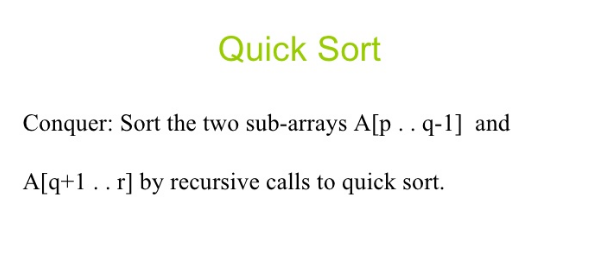 Quick Sort
Conquer: Sort the two sub-arrays A[p . . q-1] and
A[q+1 . . r] by recursive calls to quick sort.